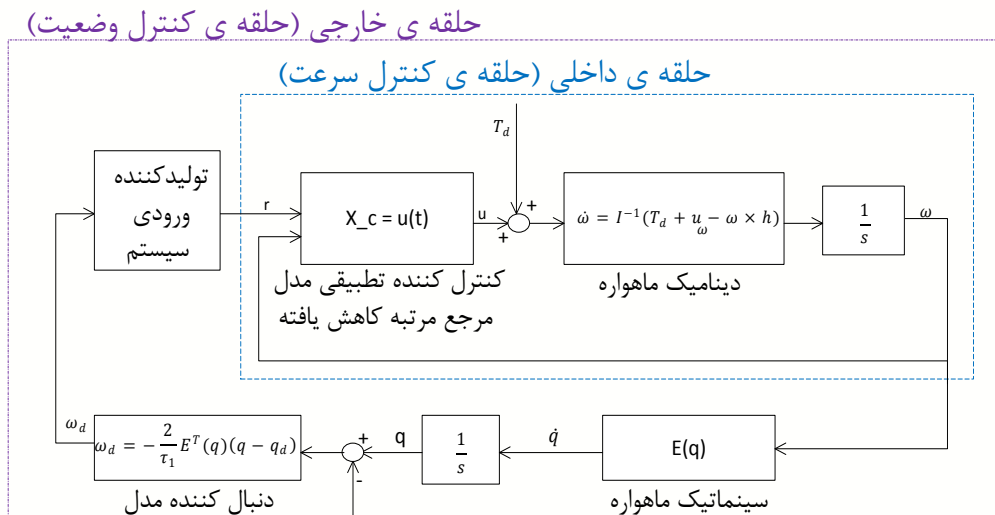 حلقه ی خارجی (حلقه ی کنترل وضعیت)
حلقه ی داخلی (حلقه ی کنترل سرعت)
T_d
تولیدکننده
ورودی
سیستم
r
X_c = u(t)
u
+
+
ω̇ = I⁻¹(T_d + u − ω × h)
ω
1
s
ω
کنترل کننده تطبیقی مدل
مرجع مرتبه کاهش یافته
دینامیک ماهواره
ω_d
ω_d = − 2/τ₁ Eᵀ(q)(q − q_d)
+
-
q
1
s
q̇
E(q)
دنبال کننده مدل
سینماتیک ماهواره